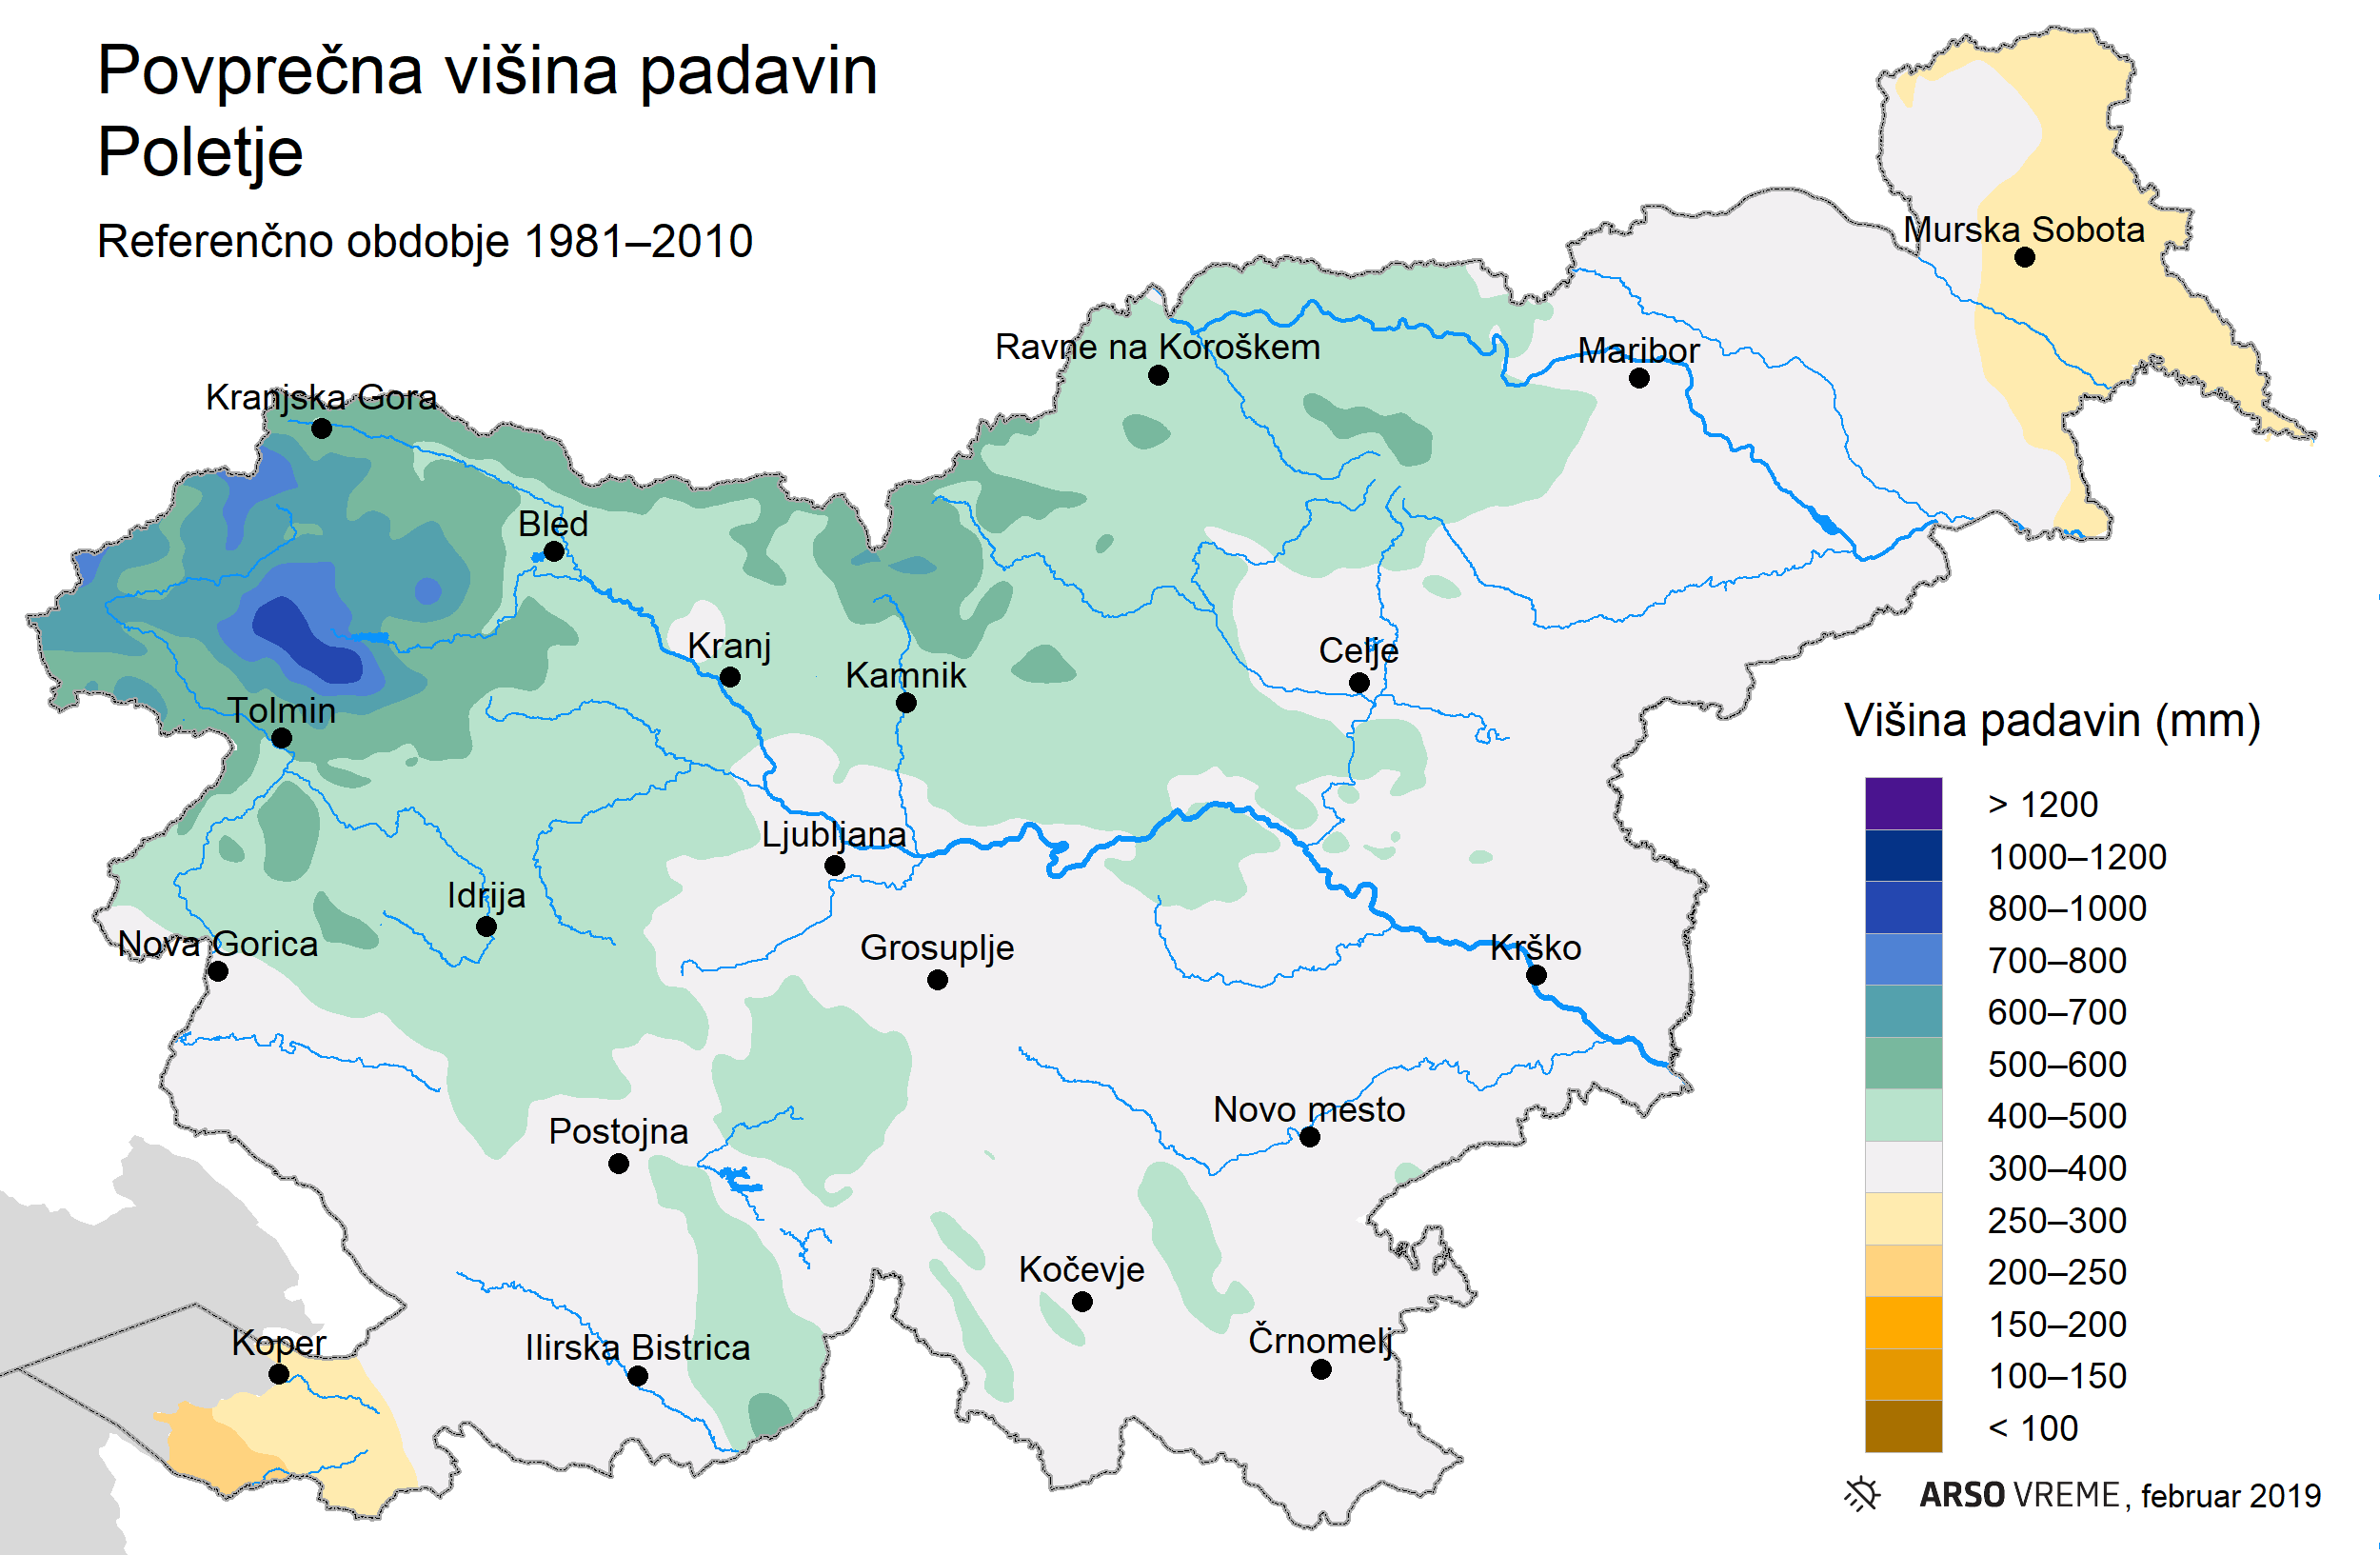 Povprečna višina padavin
Poletje
Referenčno obdobje 1981–2010
Murska Sobota
Ravne na Koroškem
Maribor
Kranjska Gora
Bled
Kranj
Kamnik
Celje
Tolmin
Ljubljana
Idrija
Nova Gorica
Grosuplje
Krško
Postojna
Novo mesto
Kočevje
Koper
Ilirska Bistrica
Črnomelj
Višina padavin (mm)
> 1200
1000–1200
800–1000
700–800
600–700
500–600
400–500
300–400
250–300
200–250
150–200
100–150
< 100
ARSO VREME, februar 2019